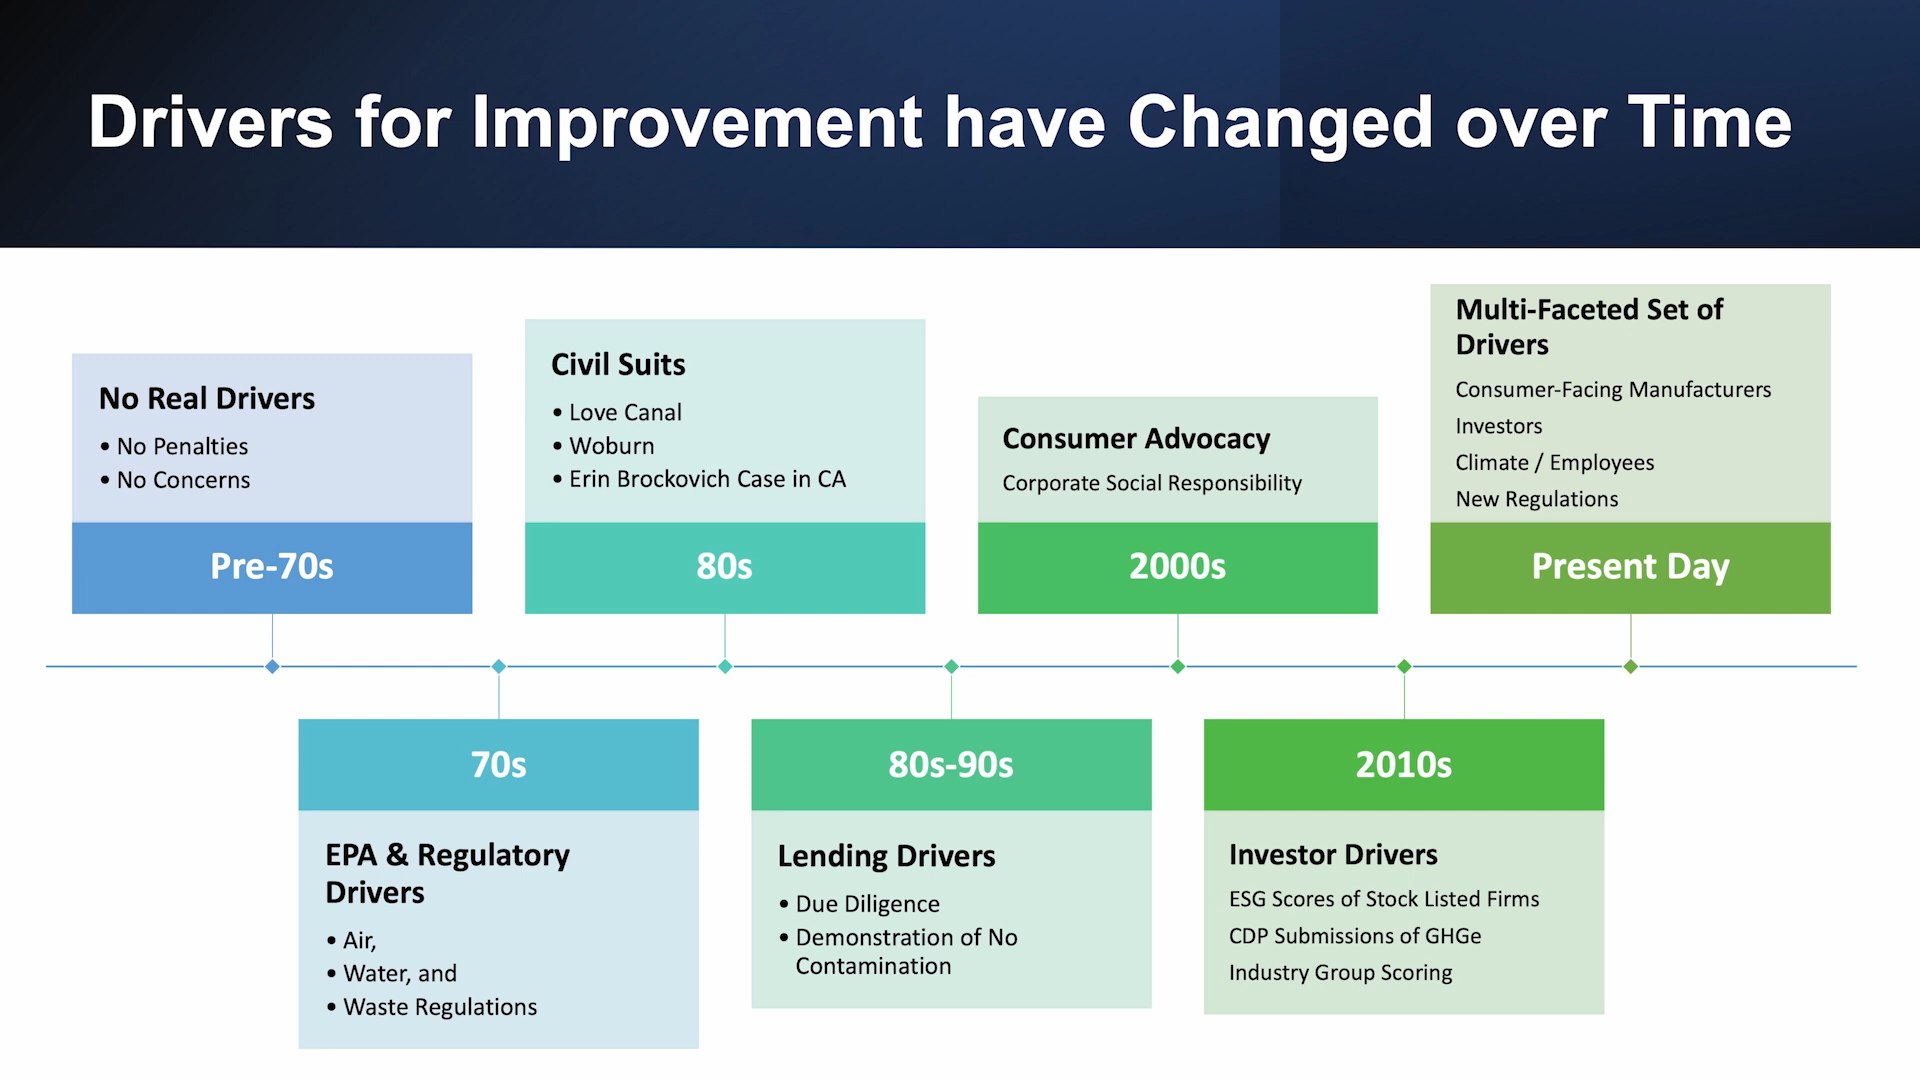 Drivers for Improvement have Changed over Time
No Real Drivers
• No Penalties
• No Concerns
Pre-70s
70s
EPA & Regulatory
Drivers
• Air,
• Water, and
• Waste Regulations
Civil Suits
• Love Canal
• Woburn
• Erin Brockovich Case in CA
80s
80s-90s
Lending Drivers
• Due Diligence
• Demonstration of No
Contamination
Consumer Advocacy
Corporate Social Responsibility
2000s
2010s
Investor Drivers
ESG Scores of Stock Listed Firms
CDP Submissions of GHGe
Industry Group Scoring
Multi-Faceted Set of
Drivers
Consumer-Facing Manufacturers
Investors
Climate / Employees
New Regulations
Present Day